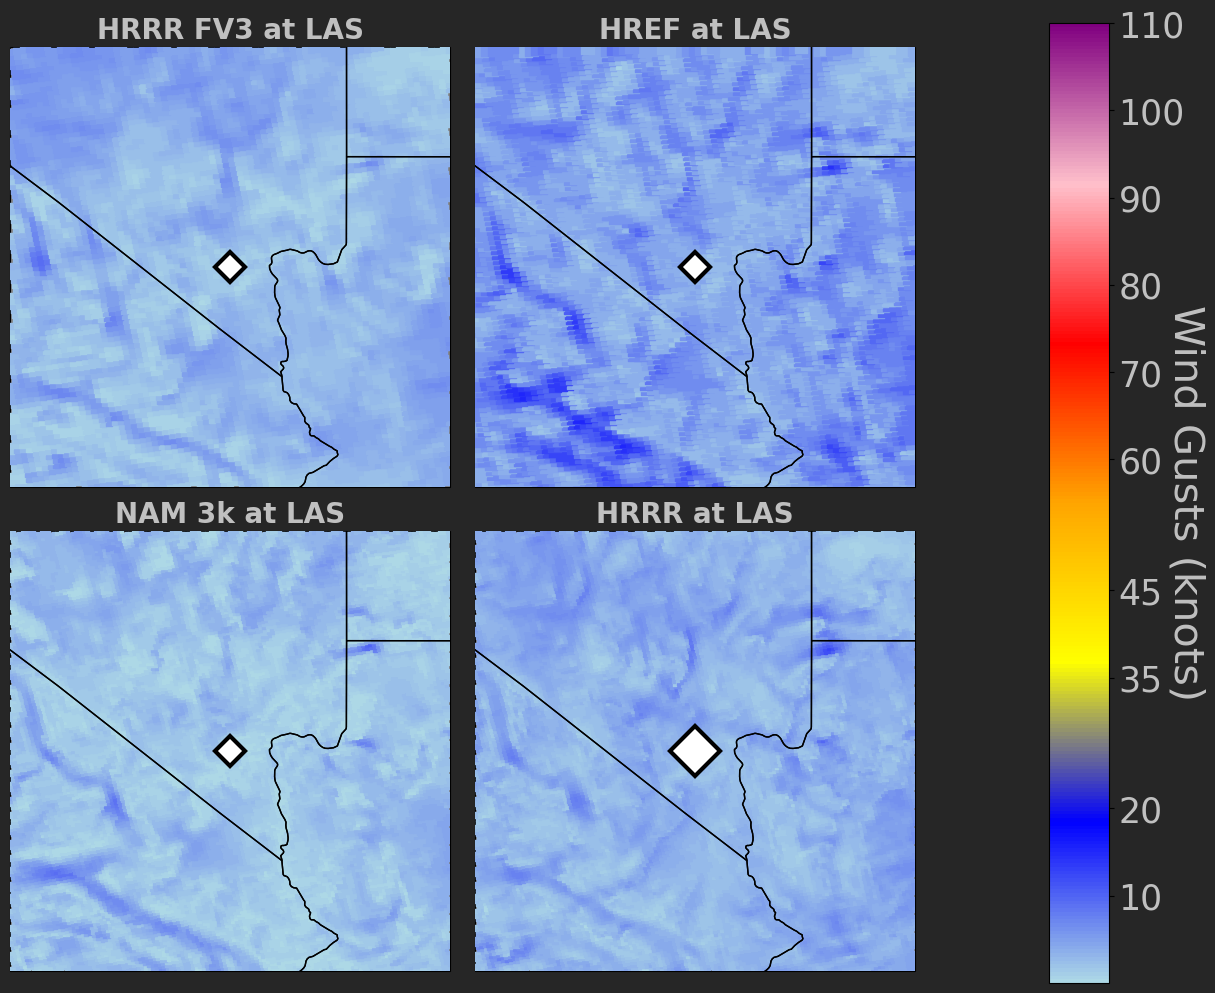 HRRR FV3 at LAS
HREF at LAS
NAM 3k at LAS
HRRR at LAS
110
100
90
80
70
60
45
35
20
10
Wind Gusts (knots)